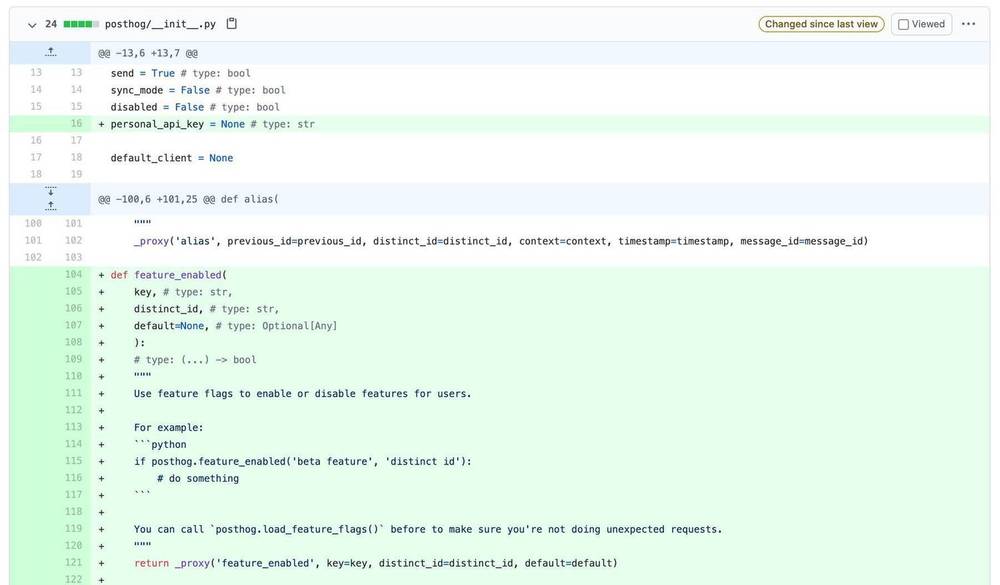 24 posthog/__init__.py Changed since last view Viewed ...
@@ -13,6 +13,7 @@
13 13 send = True # type: bool
14 14 sync_mode = False # type: bool
15 15 disabled = False # type: bool
16 + personal_api_key = None # type: str
16 17
17 18 default_client = None
18 19
@@ -100,6 +101,25 @@ def alias(
100 101 """
101 102 _proxy('alias', previous_id=previous_id, distinct_id=distinct_id, context=context, timestamp=timestamp, message_id=message_id)
102 103
104 + def feature_enabled(
105 + key, # type: str,
106 + distinct_id, # type: str,
107 + default=None, # type: Optional[Any]
108 + ):
109 + # type: (...) -> bool
110 + """
111 + Use feature flags to enable or disable features for users.
112 +
113 + For example:
114 + ```python
115 + if posthog.feature_enabled('beta feature', 'distinct id'):
116 + # do something
117 + ```
118 +
119 + You can call `posthog.load_feature_flags()` before to make sure you're not doing unexpected requests.
120 + """
121 + return _proxy('feature_enabled', key=key, distinct_id=distinct_id, default=default)
122 +